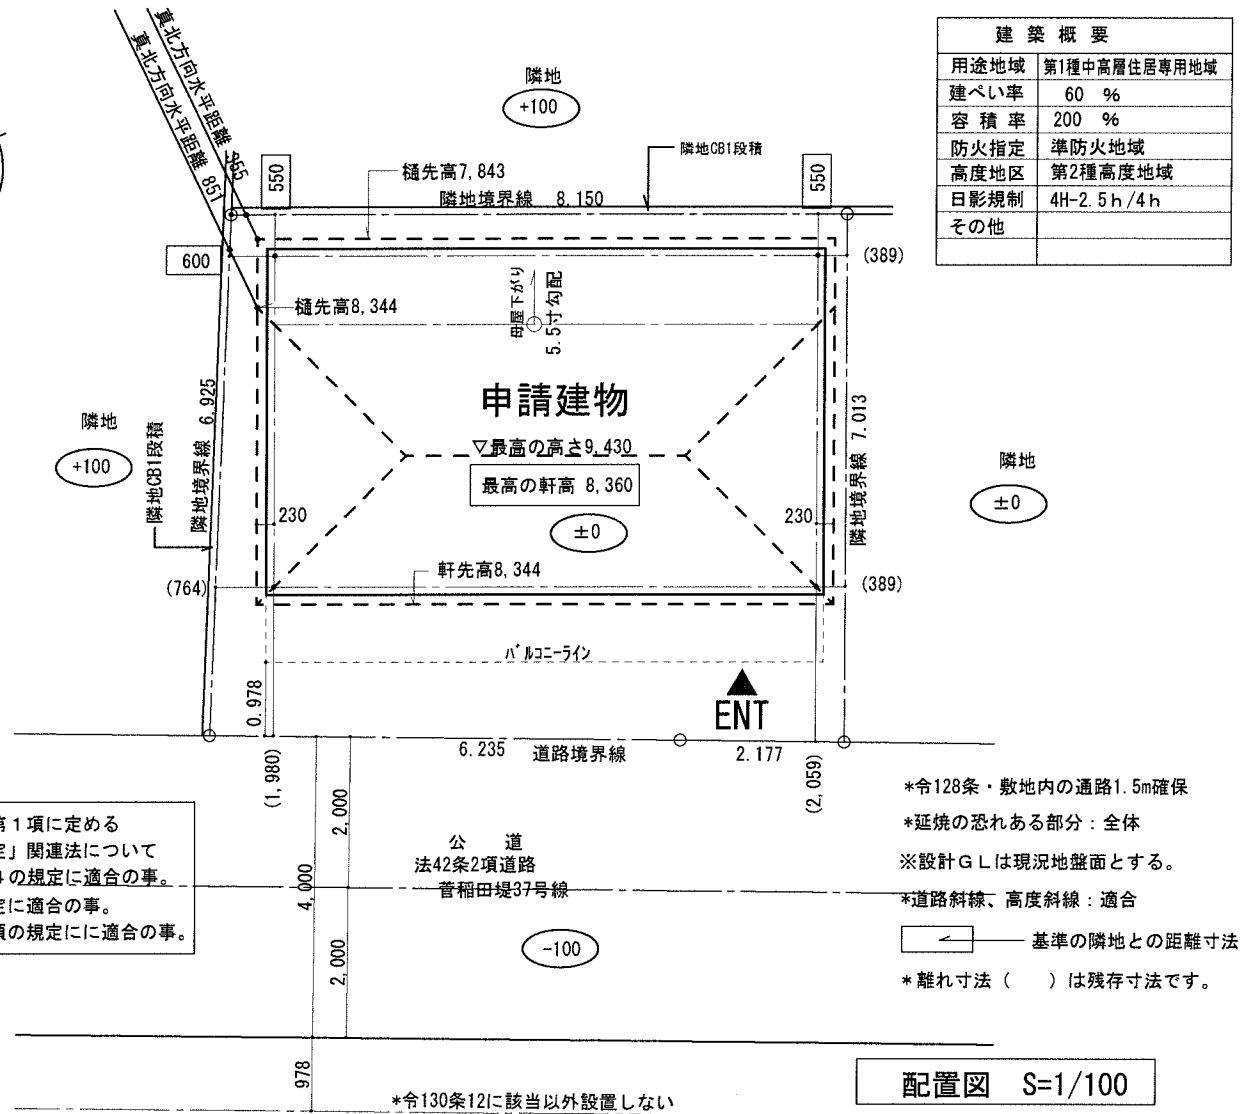 真北方向水平距離 955
真北方向水平距離 851
隣地
+100
550
樋先高7,843
隣地境界線 8.150
隣地CB1段積
550
建築概要
用途地域 第1種中高層住居専用地域
建ぺい率 60 %
容積率 200 %
防火指定 準防火地域
高度地区 第2種高度地域
日影規制 4H-2.5h/4h
その他
600
(389)
樋先高8,344
母屋下がり
5.5寸勾配
申請建物
▽最高の高さ9,430
最高の軒高 8,360
±0
隣地
+100
隣地CB1段積
隣地境界線 6.925
隣地境界線 7.013
隣地
±0
230
230
軒先高8,344
(764)
(389)
バルコニーライン
0.978
ENT
6.235 道路境界線 2.177
(1,980)
(2,059)
2,000
4,000
2,000
978
公道
法42条2項道路
菅稲田堤37号線
-100
第1項に定める
定」関連法について
4の規定に適合の事。
定に適合の事。
項の規定にに適合の事。
*令128条・敷地内の通路1.5m確保
*延焼の恐れある部分:全体
※設計GLは現況地盤面とする。
*道路斜線、高度斜線:適合
基準の隣地との距離寸法
*離れ寸法( )は残存寸法です。
配置図 S=1/100
*令130条12に該当以外設置しない